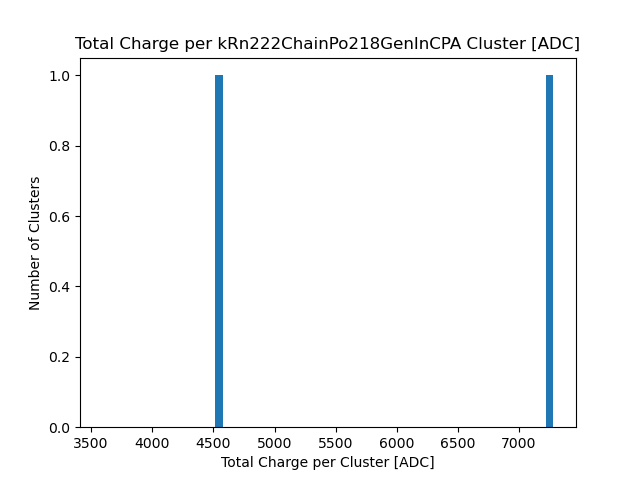 Total Charge per kRn222ChainPo218GenInCPA Cluster [ADC]
1.0
0.8
0.6
0.4
0.2
0.0
Number of Clusters
3500 4000 4500 5000 5500 6000 6500 7000
Total Charge per Cluster [ADC]